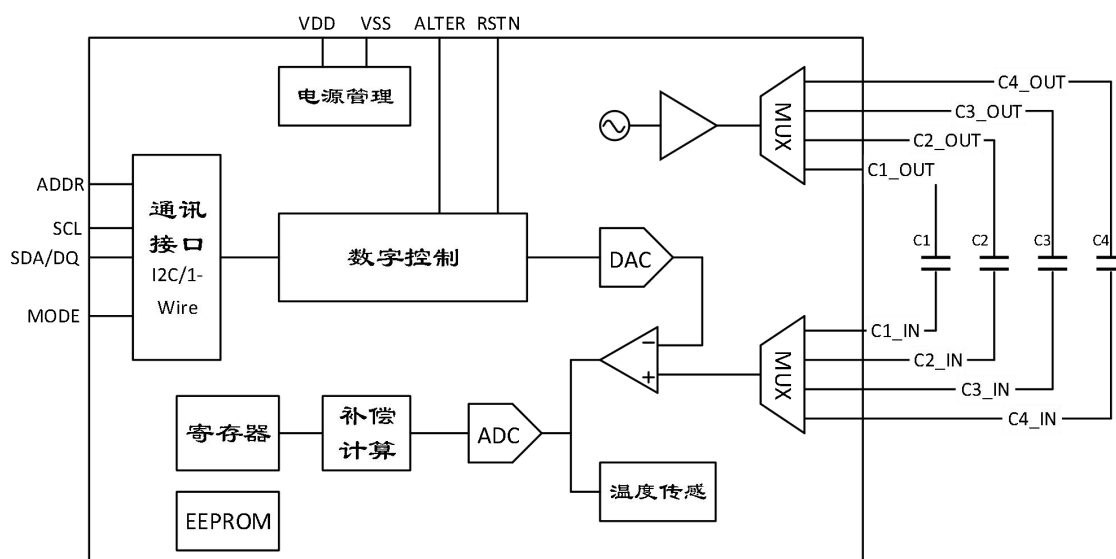 VDD
VSS
ALTER
RSTN
电源管理
MUX
C4_OUT
C3_OUT
C2_OUT
C1_OUT
ADDR
SCL
SDA/DQ
MODE
通讯
接口
I2C/1-
Wire
数字控制
DAC
C1
C2
C3
C4
−
+
MUX
C1_IN
C2_IN
C3_IN
C4_IN
寄存器
补偿
计算
ADC
温度传感
EEPROM